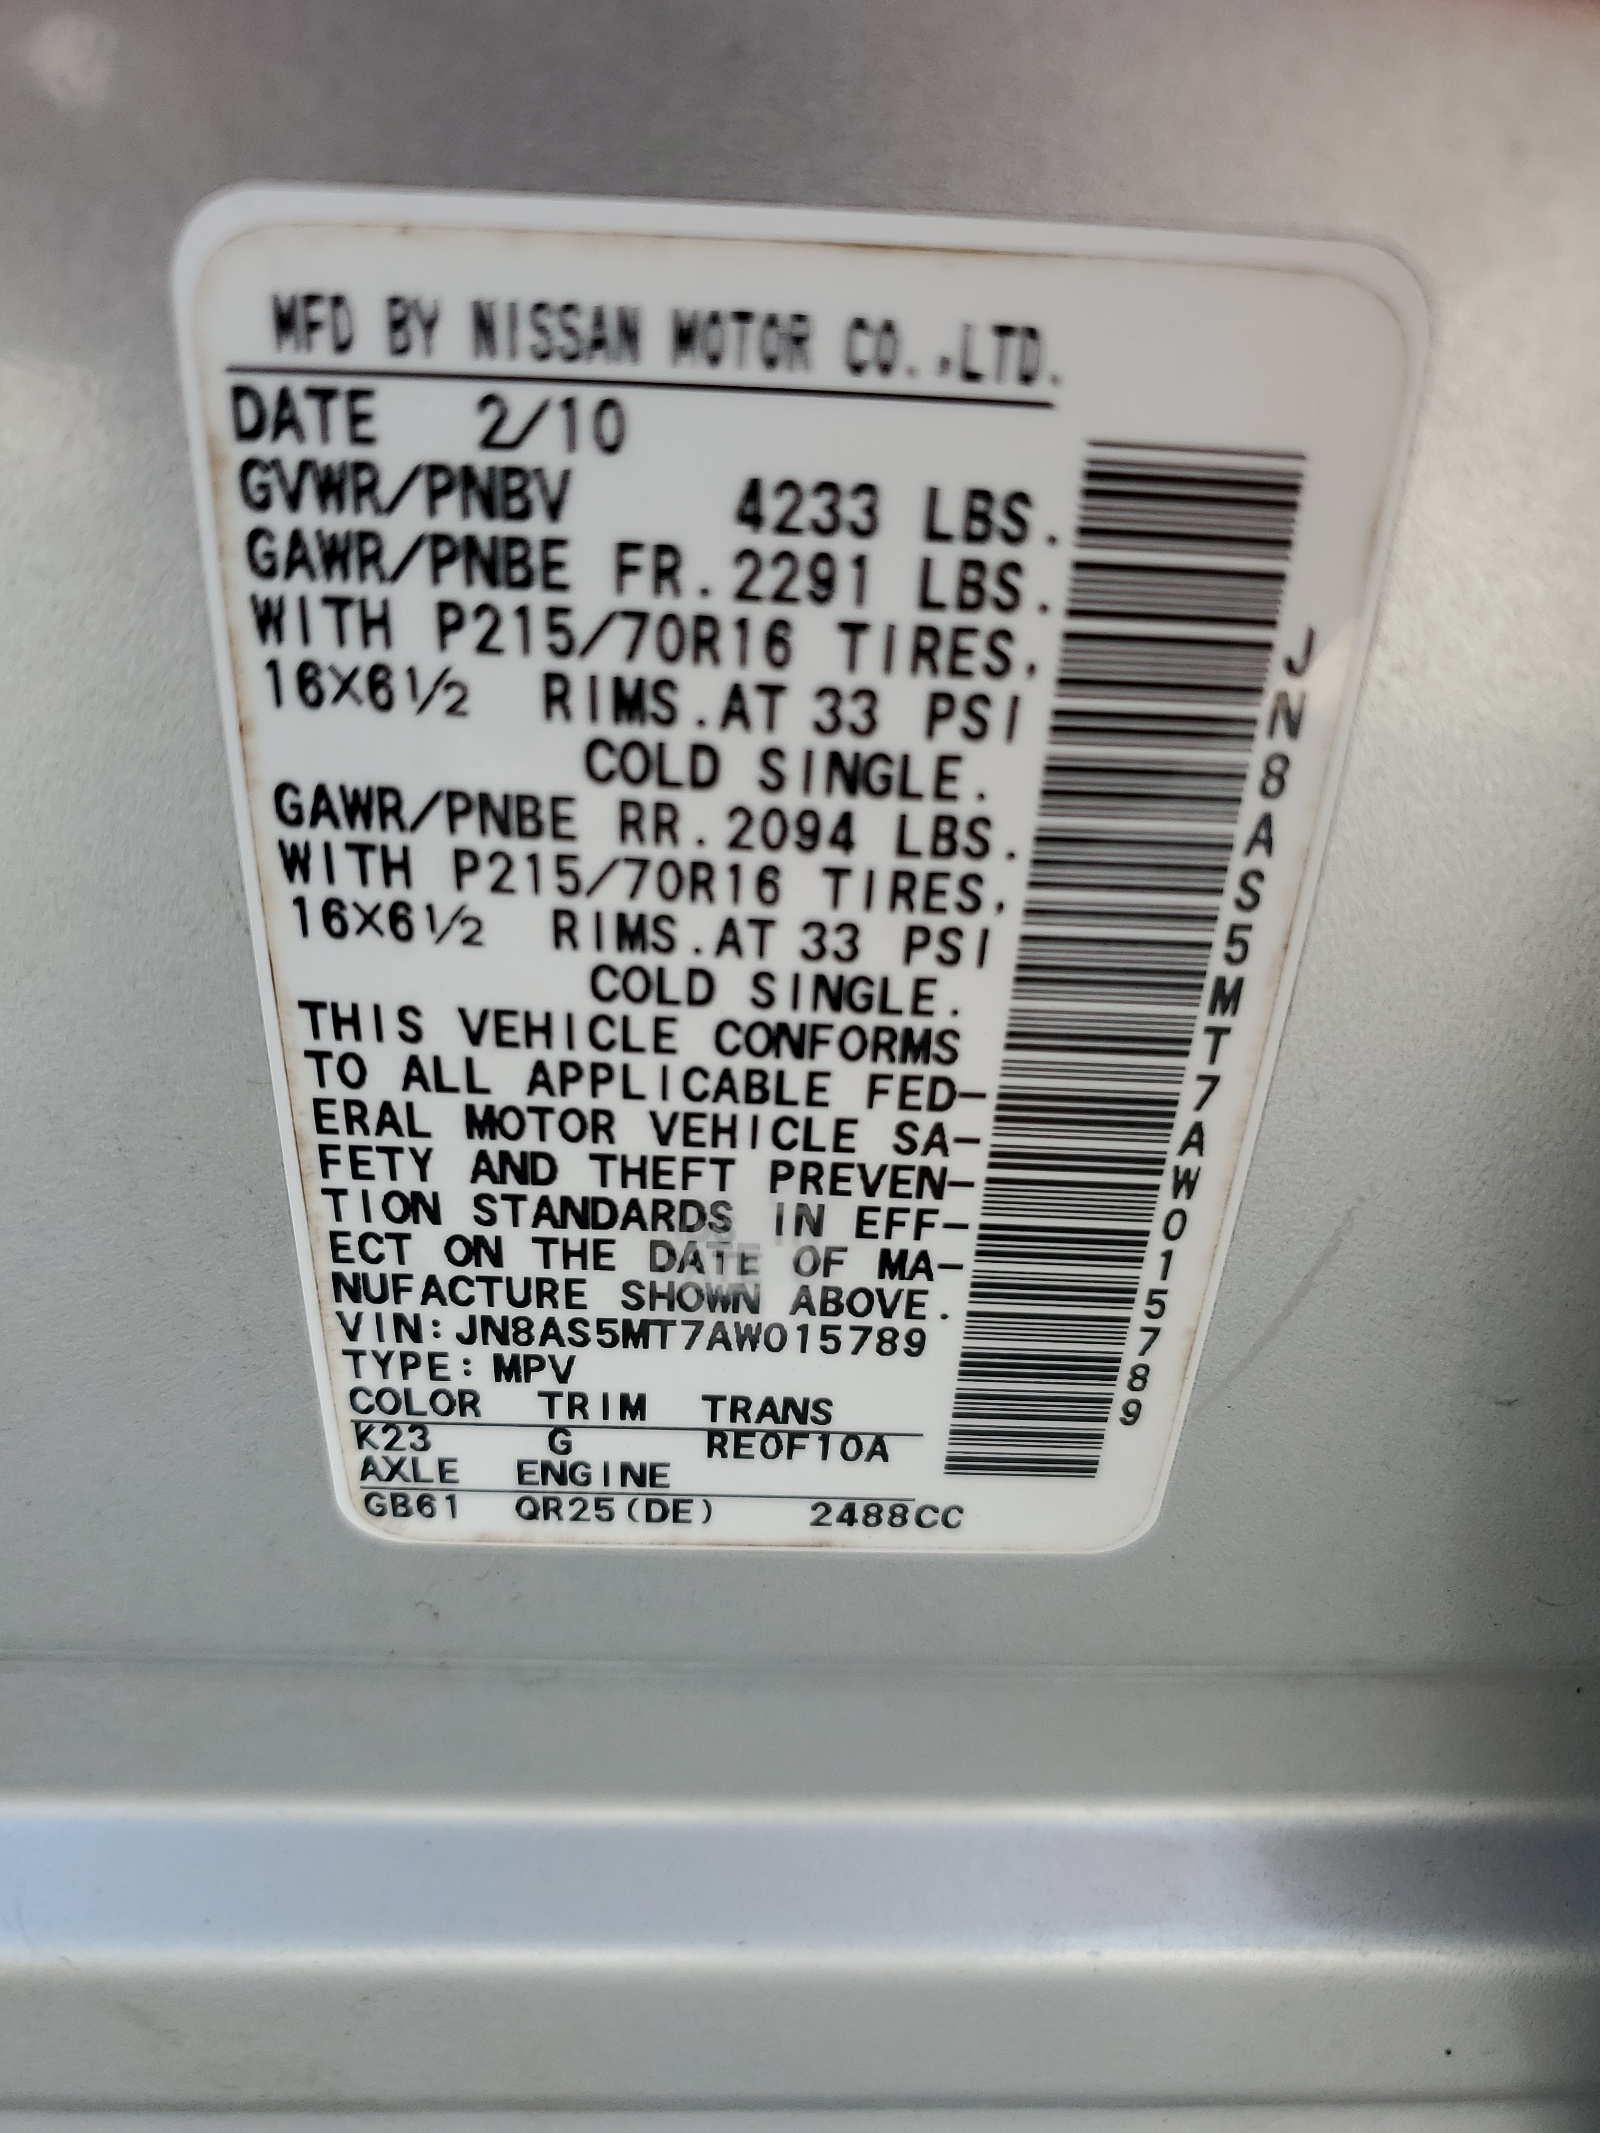 MFD BY NISSAN MOTOR CO.,LTD.
DATE 2/10
GVWR/PNBV 4233 LBS.
GAWR/PNBE FR.2291 LBS.
WITH P215/70R16 TIRES,
16X6½ RIMS.AT 33 PSI
COLD SINGLE.
GAWR/PNBE RR.2094 LBS.
WITH P215/70R16 TIRES,
16X6½ RIMS.AT 33 PSI
COLD SINGLE.
THIS VEHICLE CONFORMS
TO ALL APPLICABLE FED-
ERAL MOTOR VEHICLE SA-
FETY AND THEFT PREVEN-
TION STANDARDS IN EFF-
ECT ON THE DATE OF MA-
NUFACTURE SHOWN ABOVE.
VIN:JN8AS5MT7AW015789
TYPE:MPV
COLOR TRIM TRANS
K23 G RE0F10A
AXLE ENGINE
GB61 QR25(DE) 2488CC
JN8AS5MT7AW015789